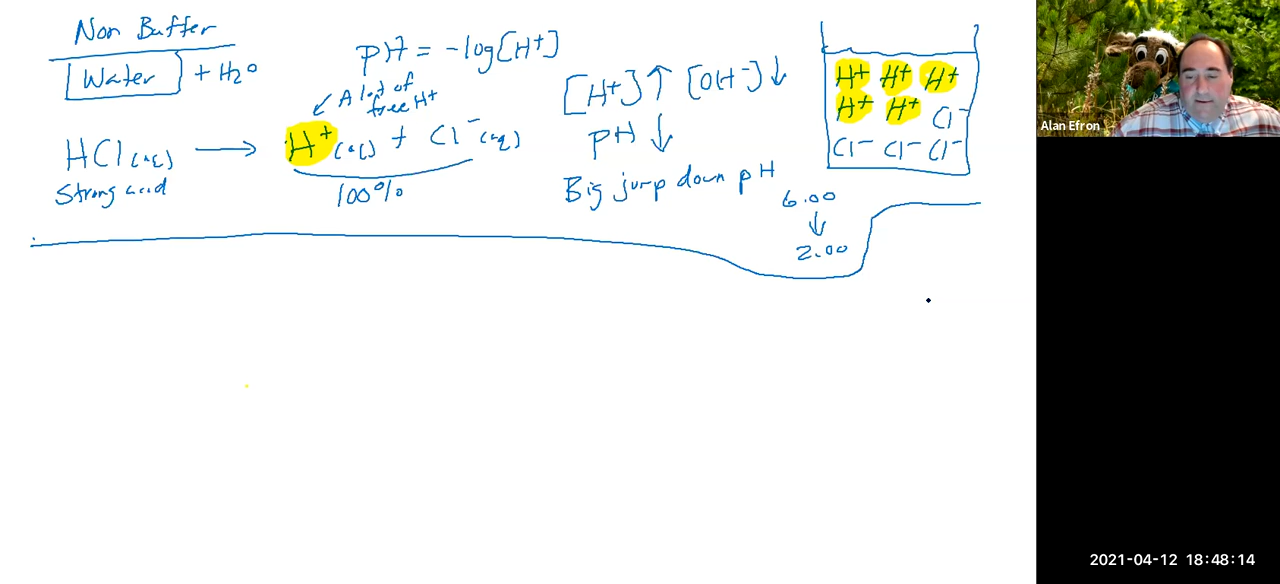 Non Buffer
Water + H2O
pH = -log[H+]
A lot of
free H+
HCl(aq) → H+(aq) + Cl-(aq)
Strong acid
100%
[H+]↑ [OH-]↓
pH ↓
Big jump down pH
6.00
↓
2.00
H+ H+ H+
H+ H+ Cl-
Cl- Cl- Cl-
Alan Efron
2021-04-12 18:48:14